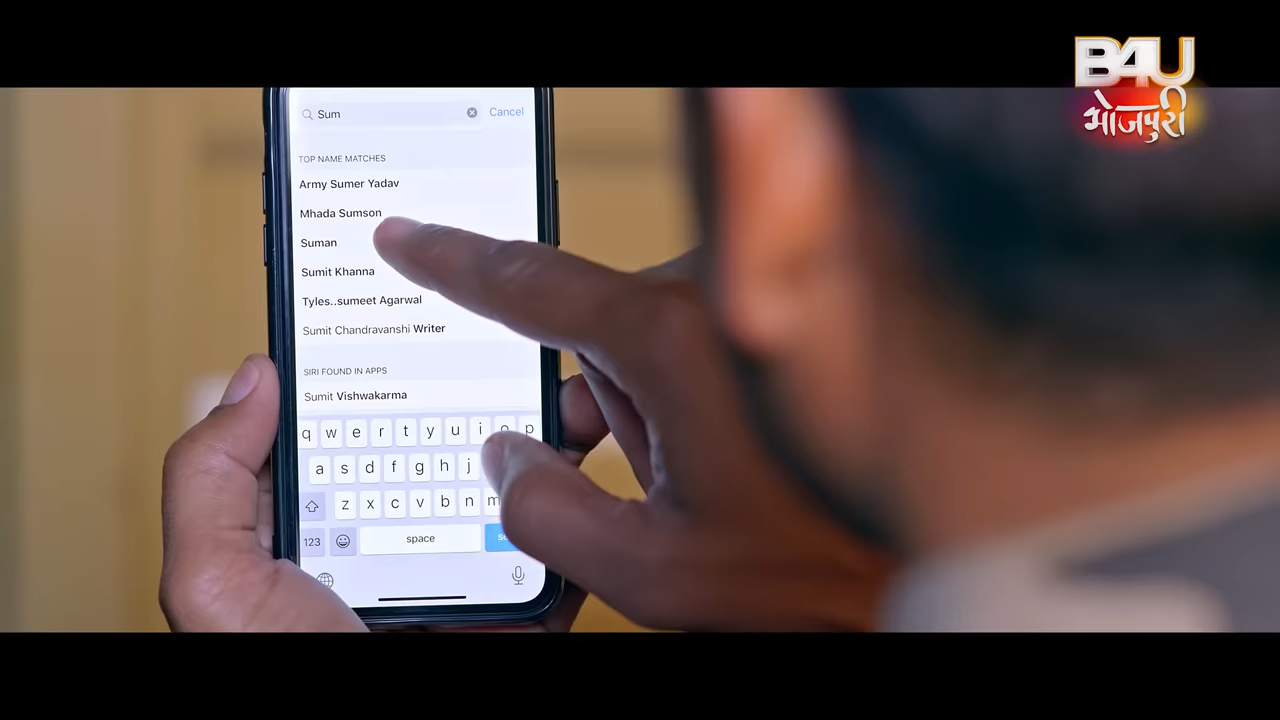 B4U
भोजपुरी
Sum
Cancel
TOP NAME MATCHES
Army Sumer Yadav
Mhada Sumson
Suman
Sumit Khanna
Tyles..sumeet Agarwal
Sumit Chandravanshi Writer
SIRI FOUND IN APPS
Sumit Vishwakarma
q w e r t y u i o p
a s d f g h j
z x c v b n m
123 space